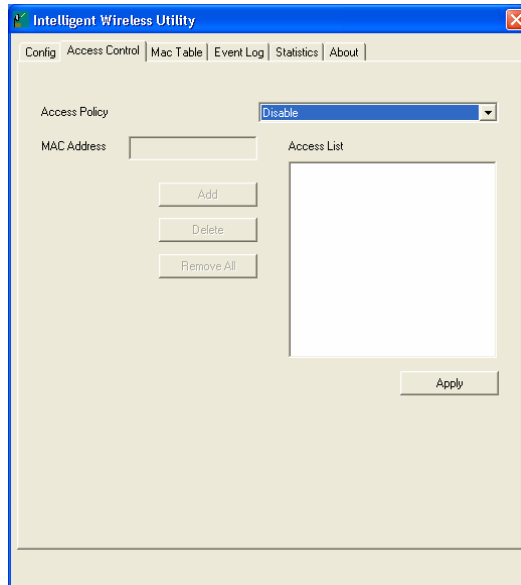 Intelligent Wireless Utility
Config Access Control Mac Table Event Log Statistics About
Access Policy Disable
MAC Address Access List
Add
Delete
Remove All
Apply